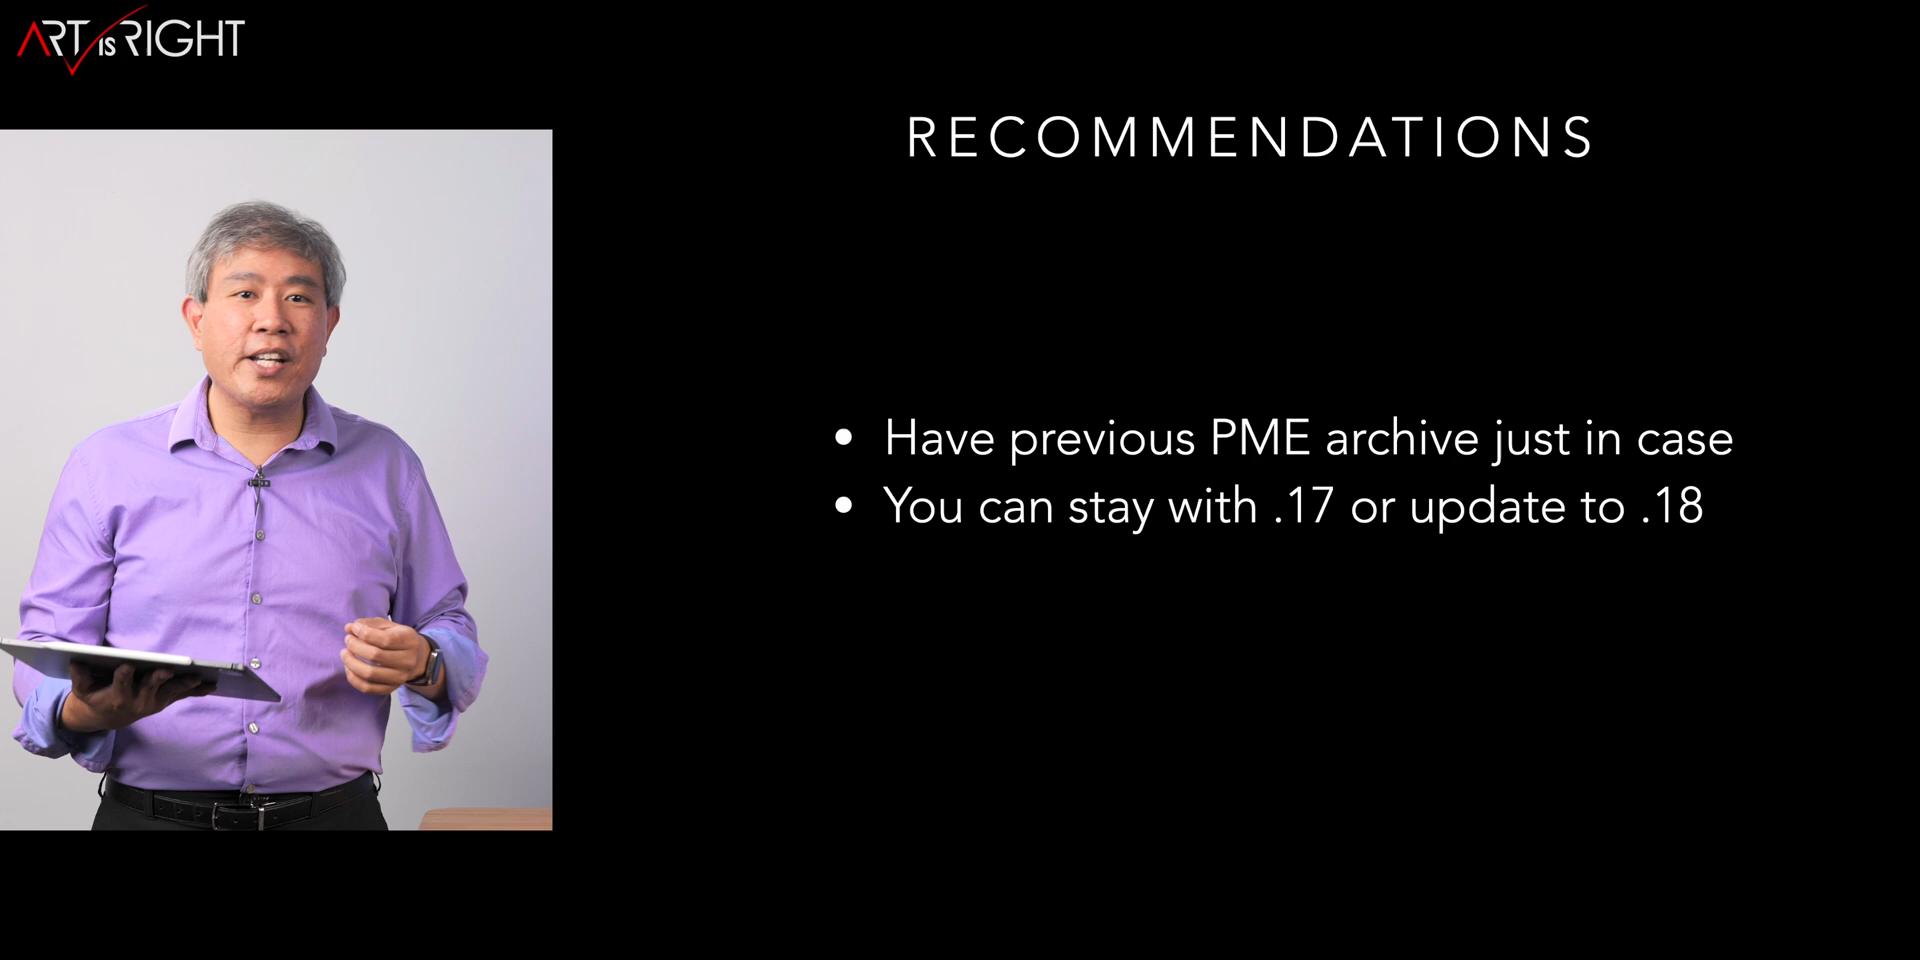 ART IS RIGHT
RECOMMENDATIONS
• Have previous PME archive just in case
• You can stay with .17 or update to .18